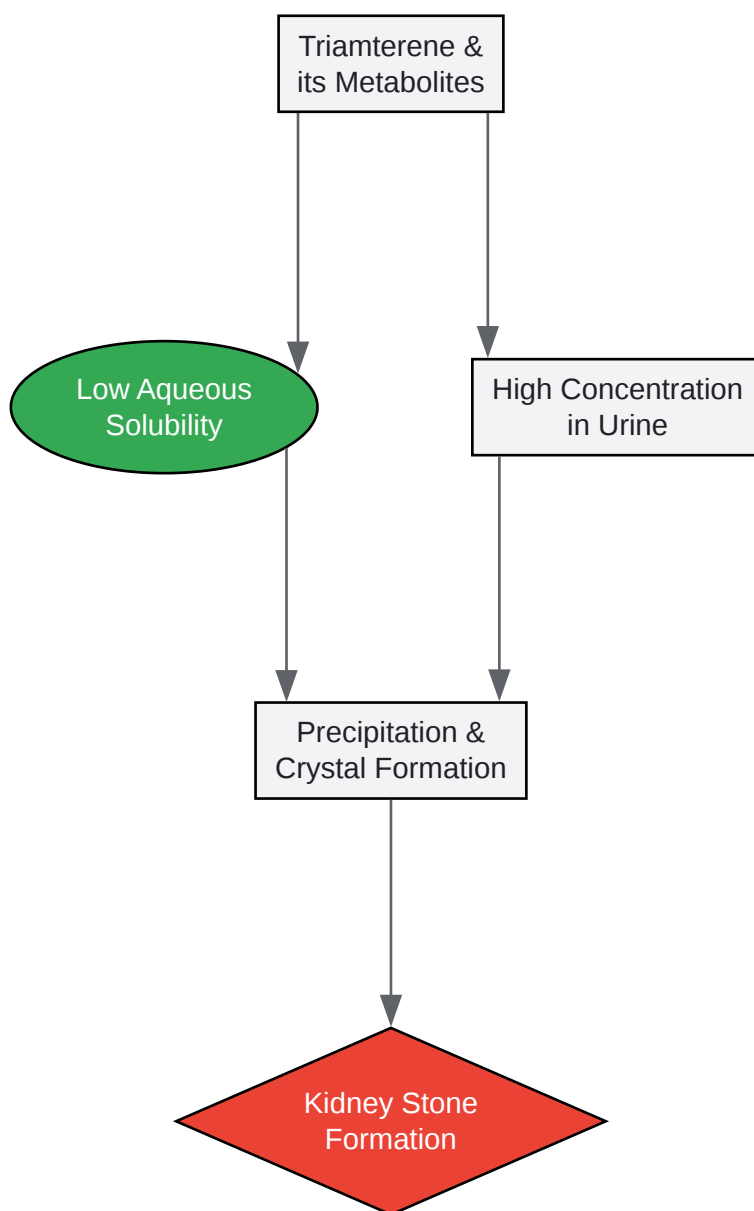 Triamterene &
its Metabolites
Low Aqueous
Solubility
High Concentration
in Urine
Precipitation &
Crystal Formation
Kidney Stone
Formation